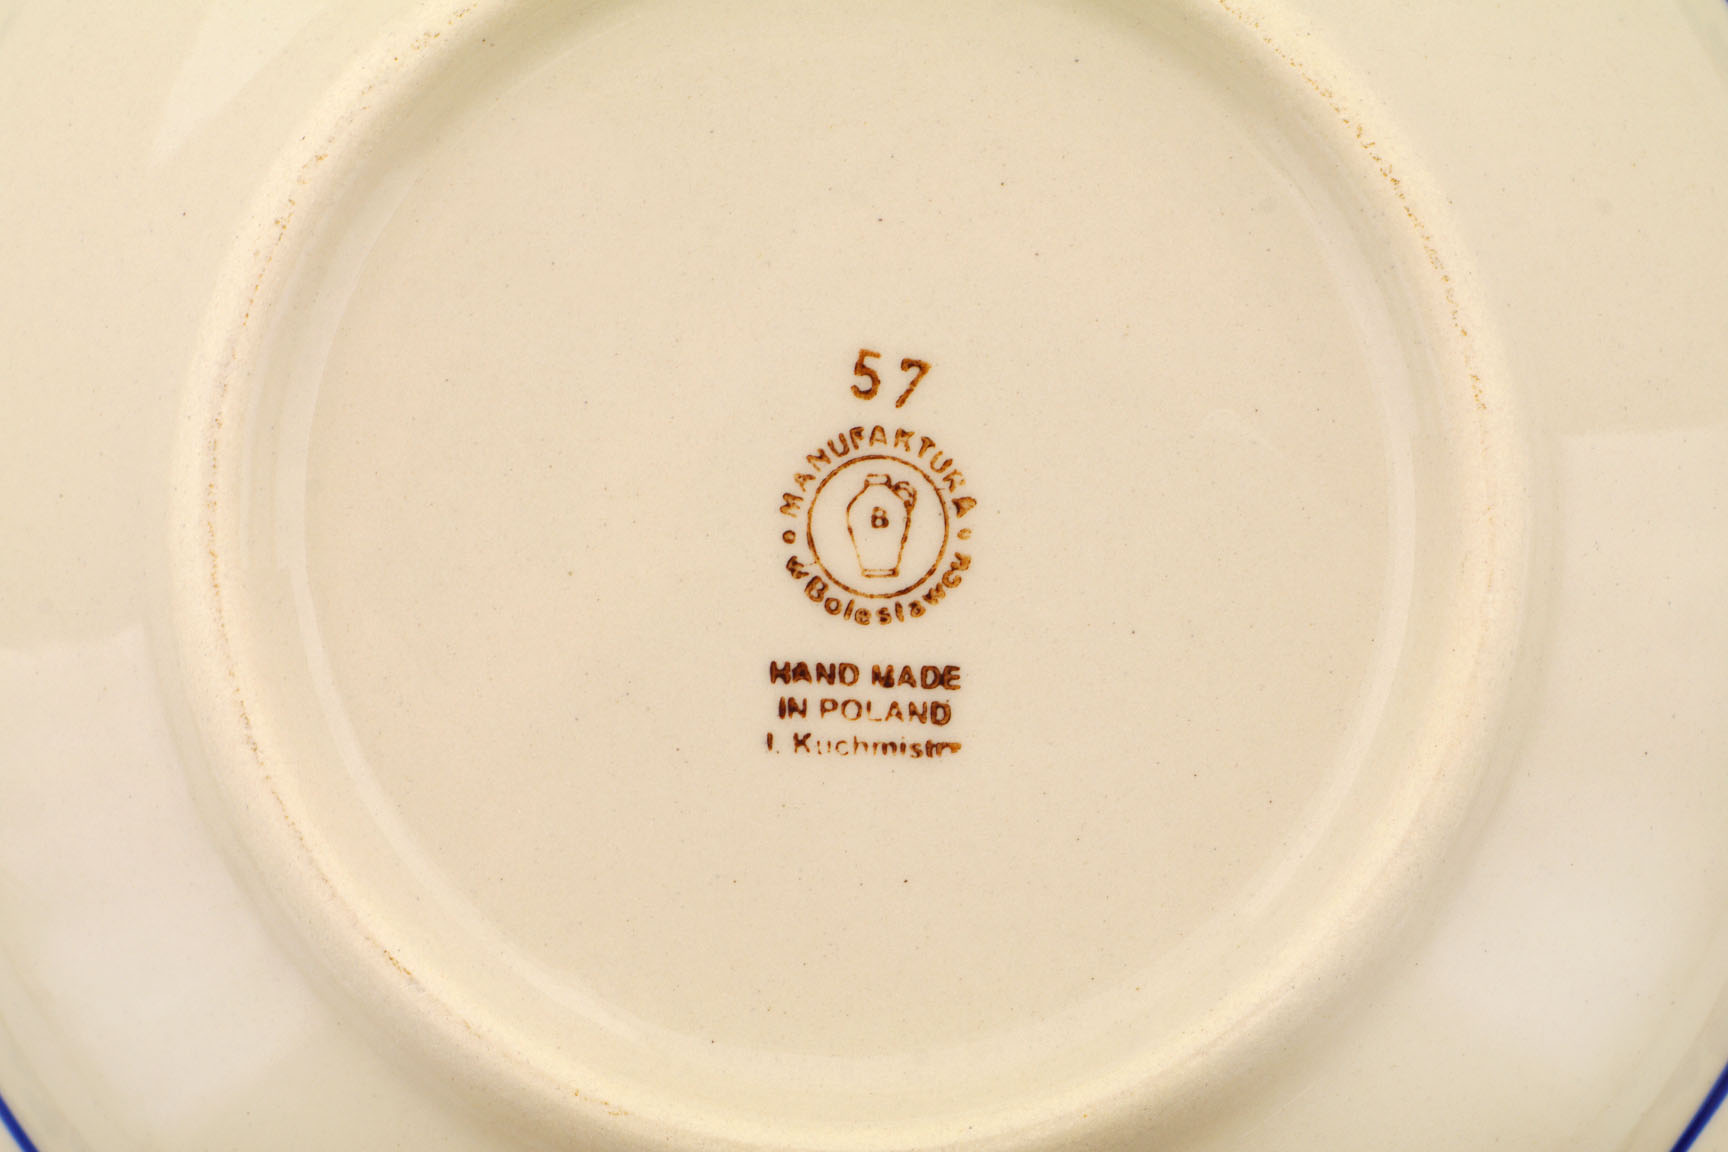 57
MANUFAKTURA
B
w Bolesławcu
HAND MADE
IN POLAND
I. Kuchmistrz